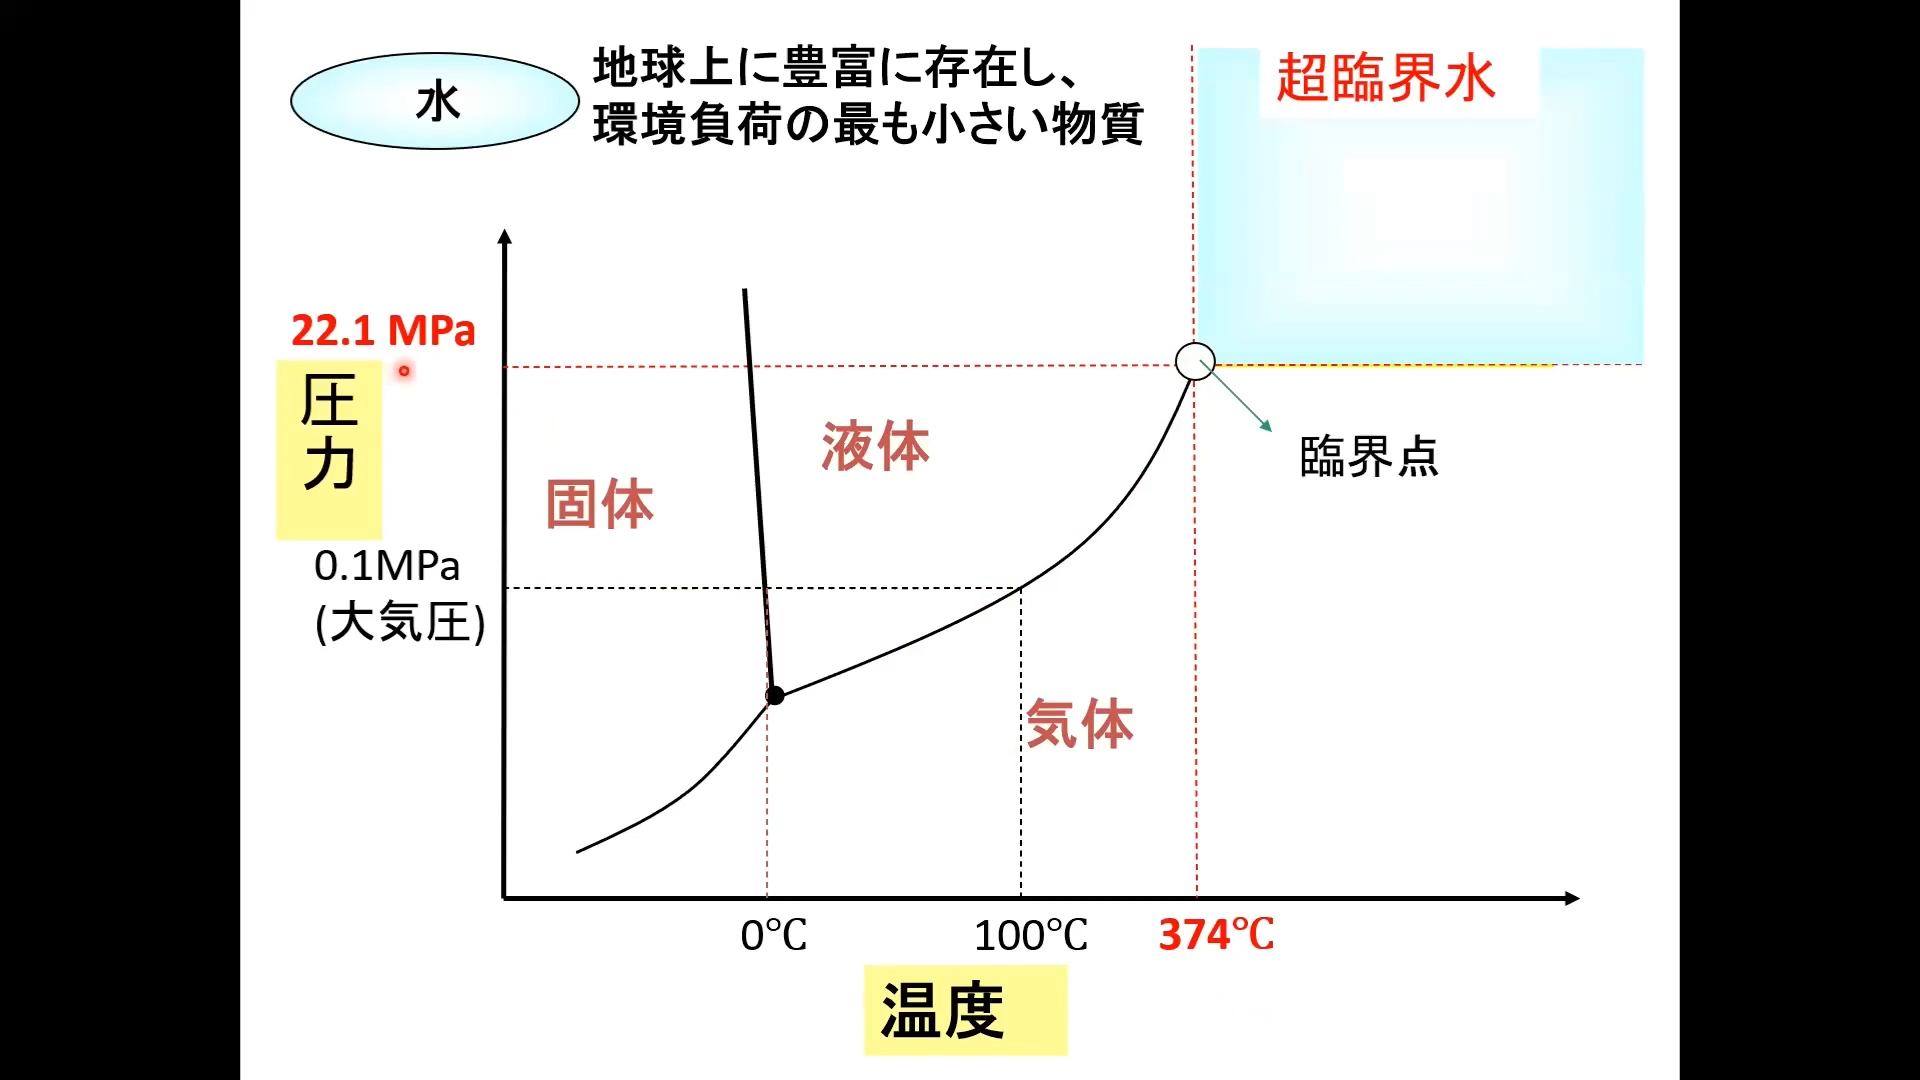 水
地球上に豊富に存在し、
環境負荷の最も小さい物質
超臨界水
22.1 MPa
圧力
液体
臨界点
固体
0.1MPa
(大気圧)
気体
0℃
100℃
374℃
温度